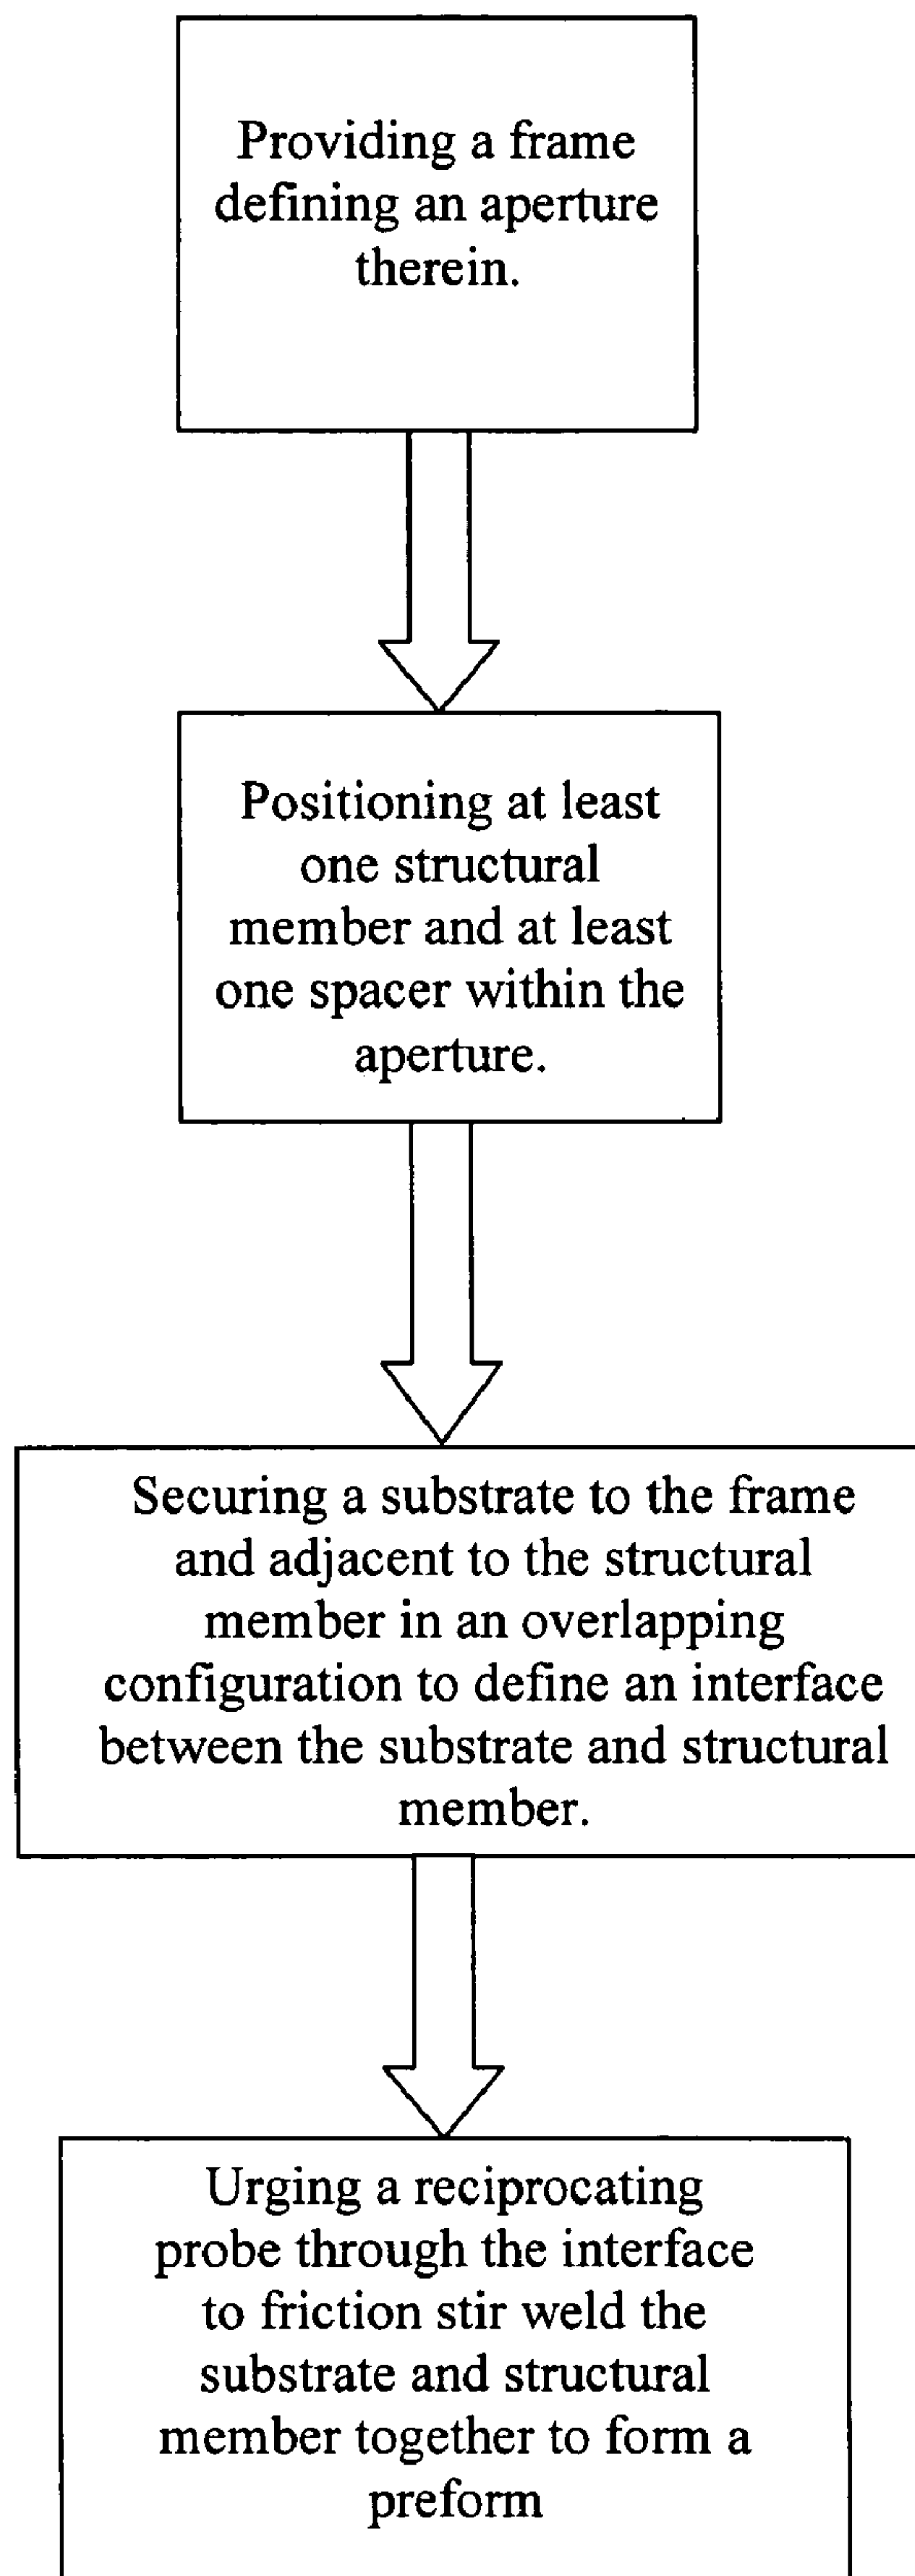 Providing a frame
defining an aperture
therein.
Positioning at least
one structural
member and at least
one spacer within the
aperture.
Securing a substrate to the frame
and adjacent to the structural
member in an overlapping
configuration to define an interface
between the substrate and structural
member.
Urging a reciprocating
probe through the interface
to friction stir weld the
substrate and structural
member together to form a
preform